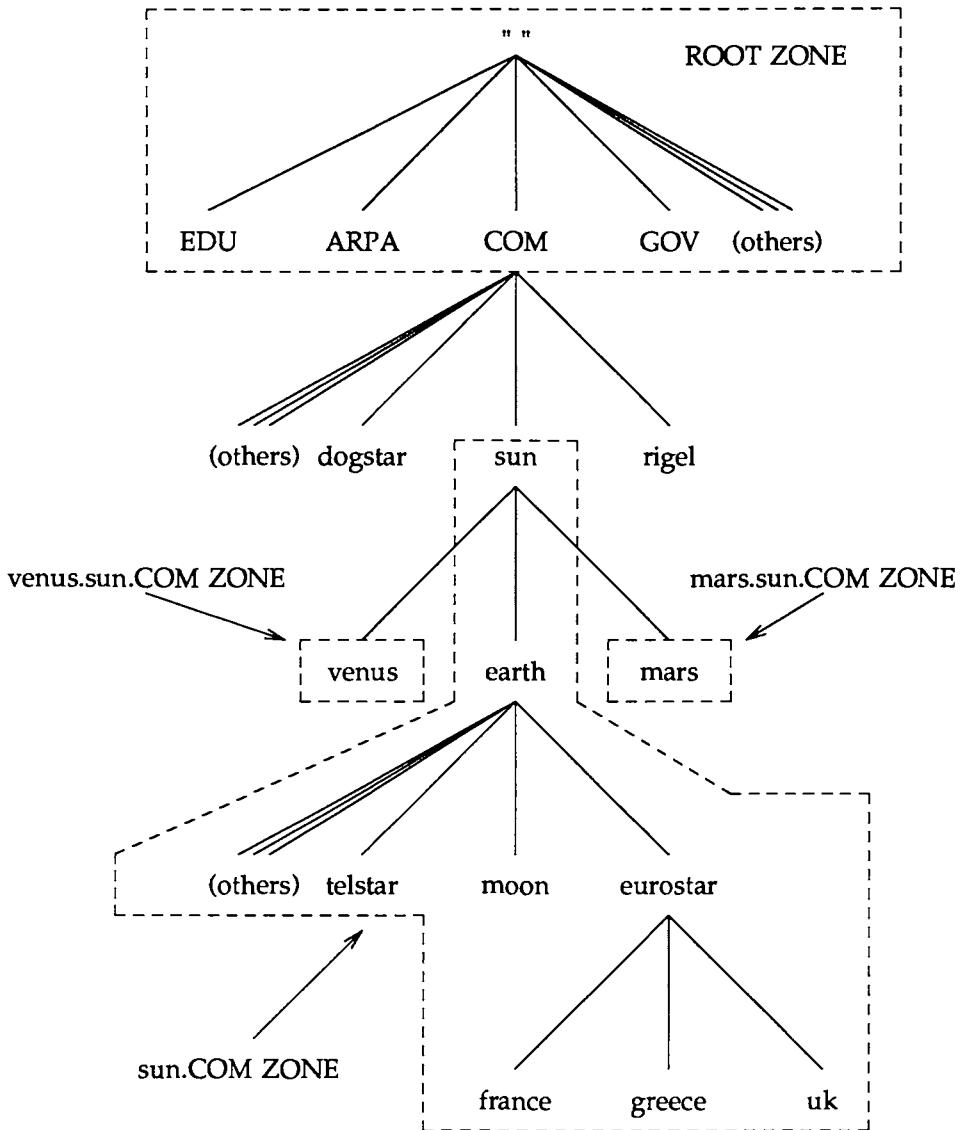 " "
ROOT ZONE
EDU ARPA COM GOV (others)
(others) dogstar sun rigel
venus.sun.COM ZONE mars.sun.COM ZONE
venus earth mars
(others) telstar moon eurostar
sun.COM ZONE
france greece uk